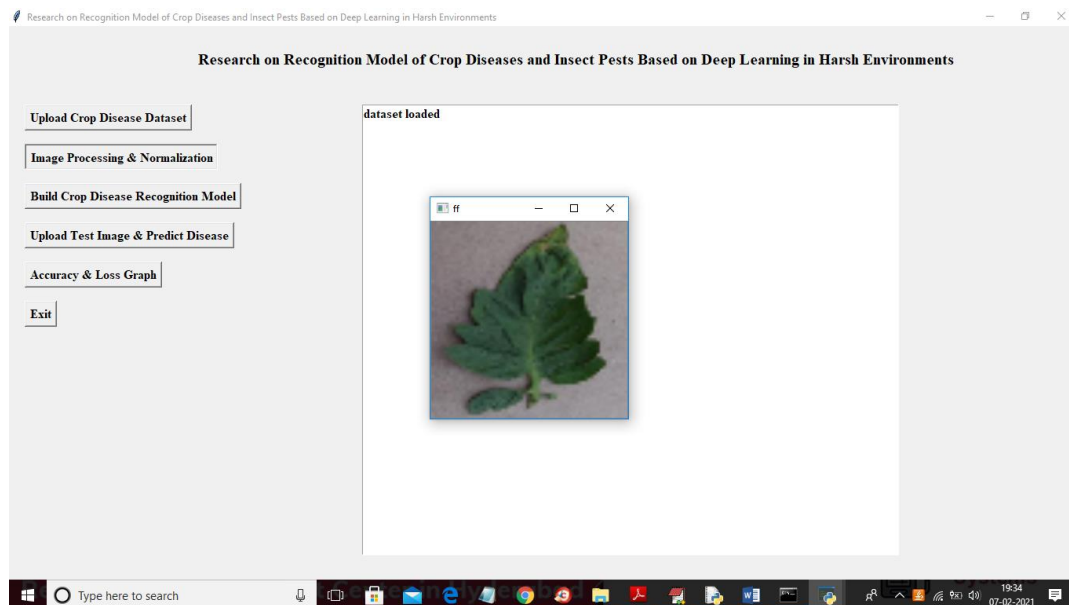 Research on Recognition Model of Crop Diseases and Insect Pests Based on Deep Learning in Harsh Environments
Research on Recognition Model of Crop Diseases and Insect Pests Based on Deep Learning in Harsh Environments
Upload Crop Disease Dataset
Image Processing & Normalization
Build Crop Disease Recognition Model
Upload Test Image & Predict Disease
Accuracy & Loss Graph
Exit
dataset loaded
ff
Type here to search
19:34
07-02-2021